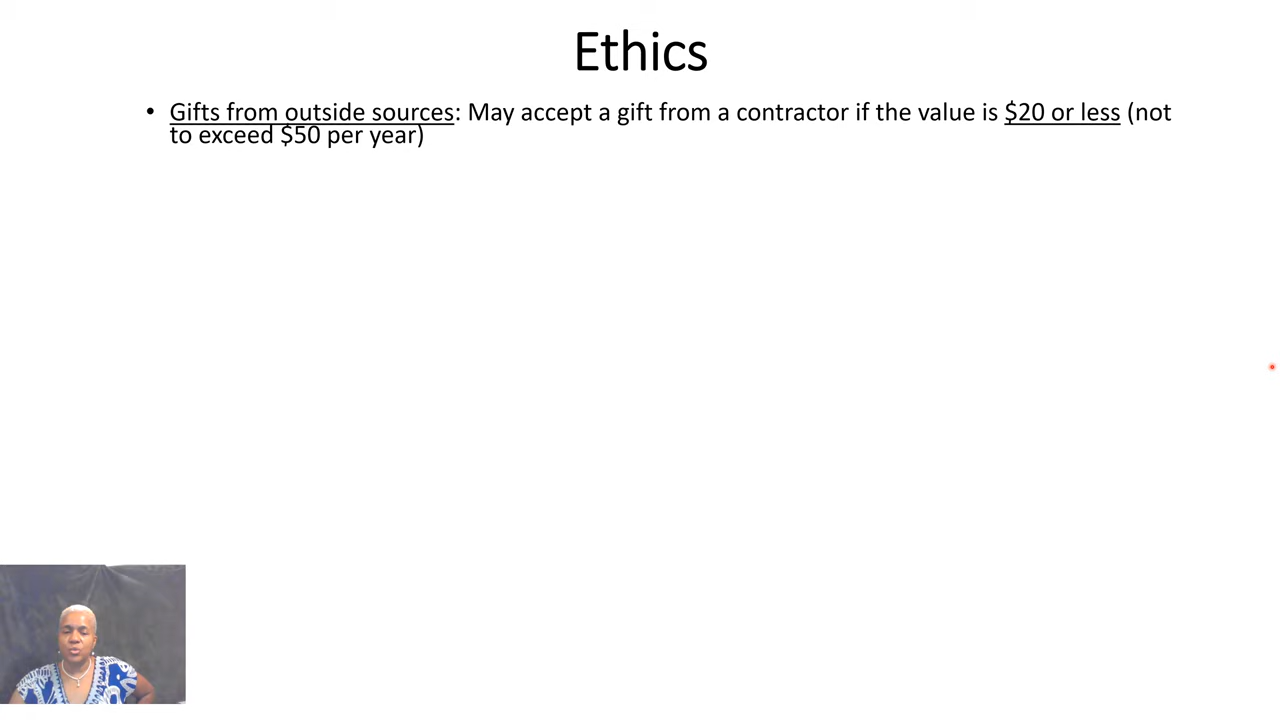 Ethics
• Gifts from outside sources: May accept a gift from a contractor if the value is $20 or less (not
to exceed $50 per year)